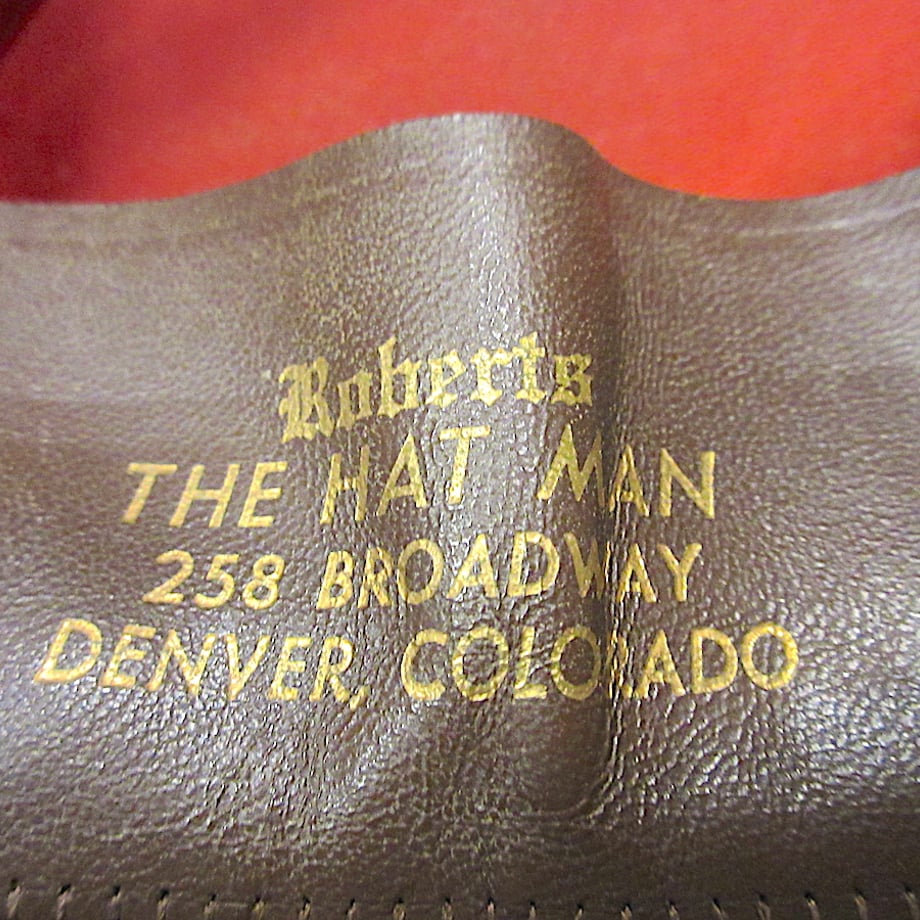 Roberts
THE HAT MAN
258 BROADWAY
DENVER, COLORADO